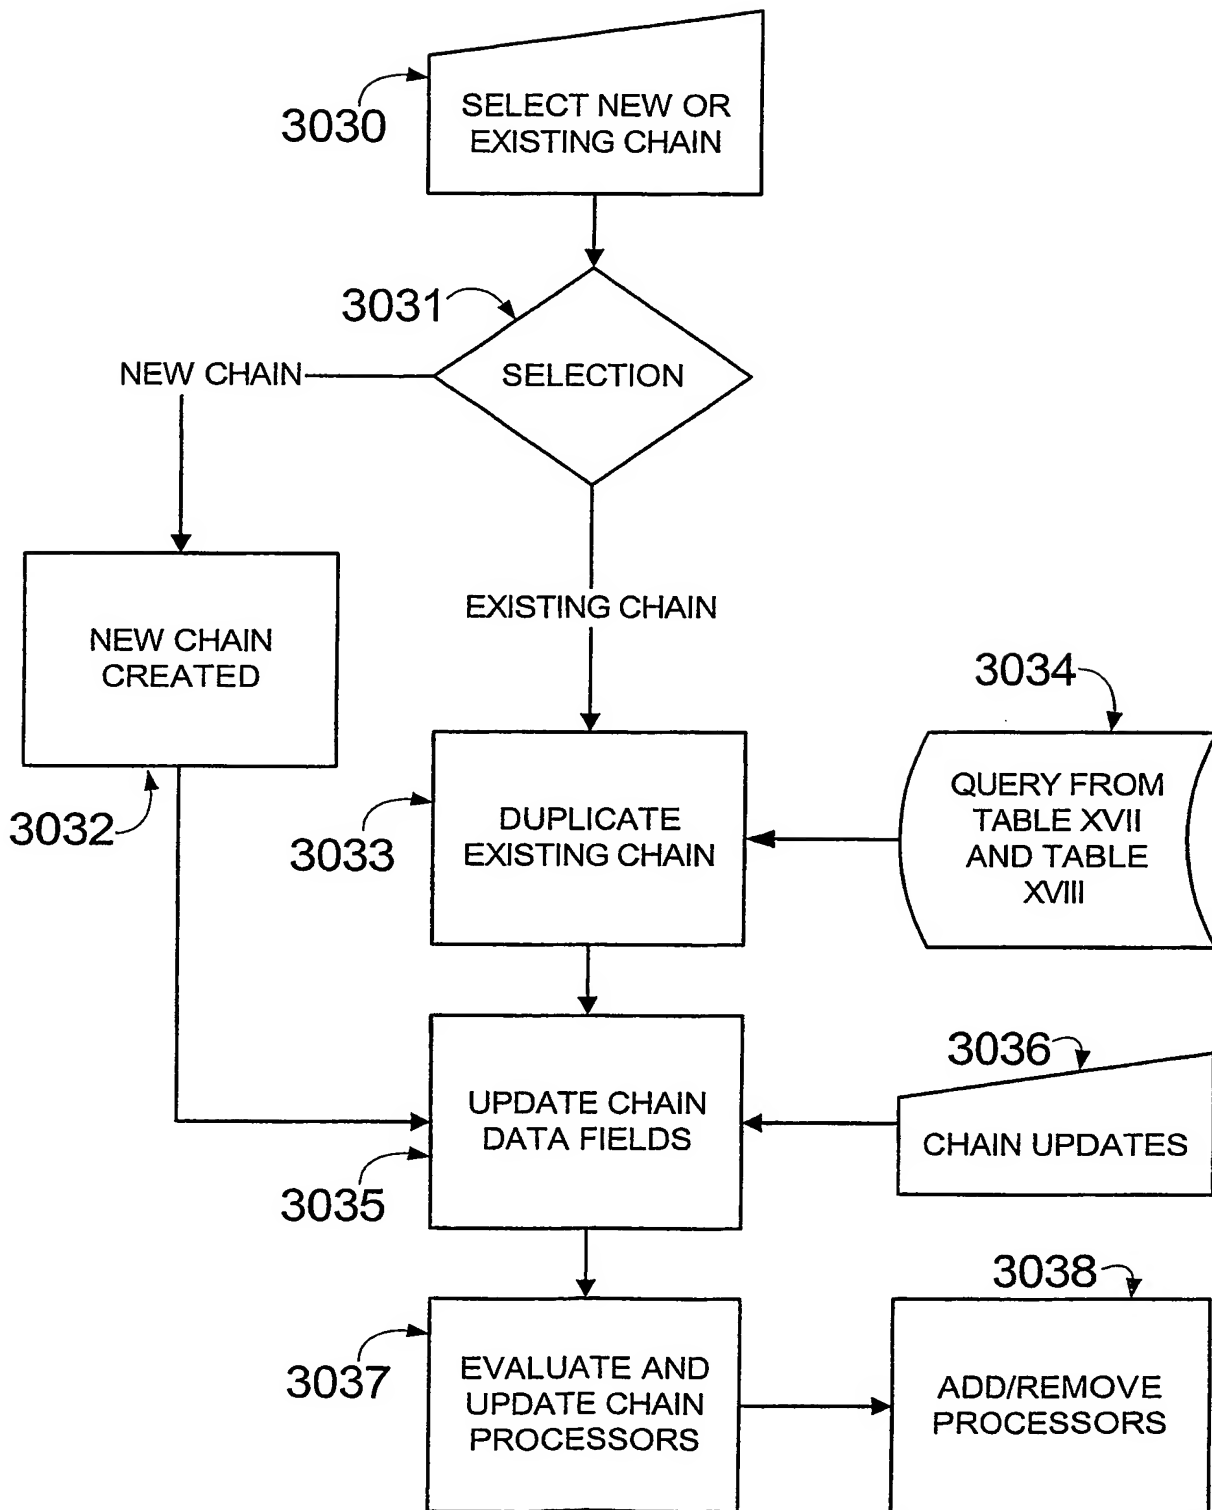 SELECT NEW OR
EXISTING CHAIN
3030
3031
SELECTION
NEW CHAIN
EXISTING CHAIN
NEW CHAIN
CREATED
3032
3034
DUPLICATE
EXISTING CHAIN
3033
QUERY FROM
TABLE XVII
AND TABLE
XVIII
3036
UPDATE CHAIN
DATA FIELDS
3035
CHAIN UPDATES
3038
EVALUATE AND
UPDATE CHAIN
PROCESSORS
3037
ADD/REMOVE
PROCESSORS